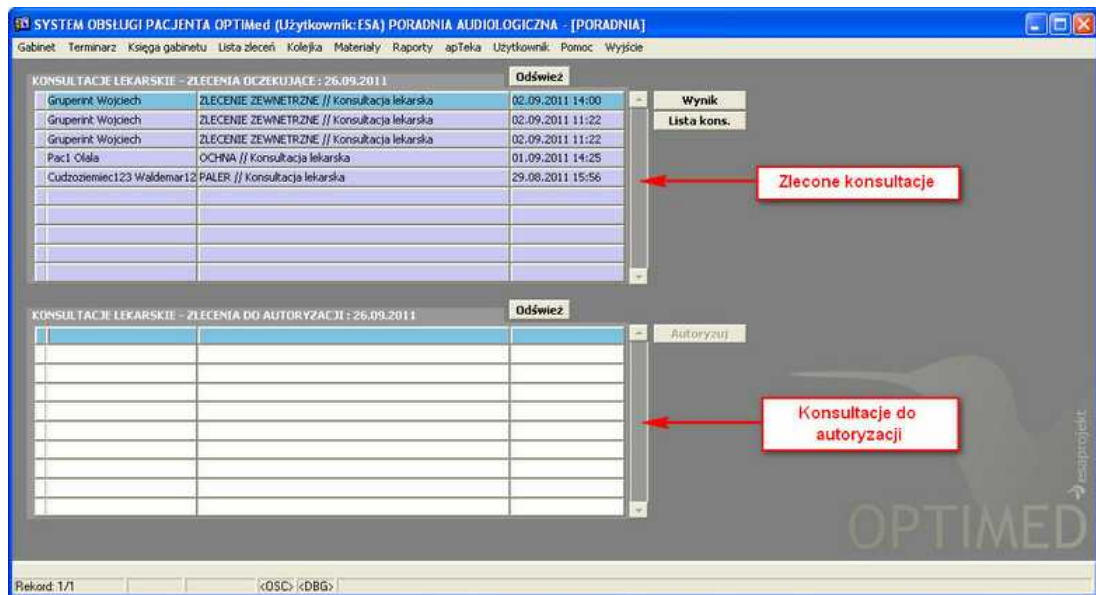 SYSTEM OBSŁUGI PACJENTA OPTIMed (Użytkownik:ESA) PORADNIA AUDIOLOGICZNA - [PORADNIA]
Gabinet Terminarz Księga gabinetu Lista zleceń Kolejka Materiały Raporty apTeka Użytkownik Pomoc Wyjście
KONSULTACJE LEKARSKIE - ZLECENIA OCZEKUJĄCE : 26.09.2011 Odśwież
Gruperint Wojciech ZLECENIE ZEWNETRZNE // Konsultacja lekarska 02.09.2011 14:00 Wynik
Gruperint Wojciech ZLECENIE ZEWNETRZNE // Konsultacja lekarska 02.09.2011 11:22 Lista kons.
Gruperint Wojciech ZLECENIE ZEWNETRZNE // Konsultacja lekarska 02.09.2011 11:22
Pac1 Olala OCHNA // Konsultacja lekarska 01.09.2011 14:25
Cudzoziemiec123 Waldemar12 PALER // Konsultacja lekarska 29.08.2011 15:56
Zlecone konsultacje
KONSULTACJE LEKARSKIE - ZLECENIA DO AUTORYZACJI : 26.09.2011 Odśwież
Autoryzuj
Konsultacje do
autoryzacji
esaprojekt
OPTIMED
Rekord: 1/1 <OSC> <DBG>